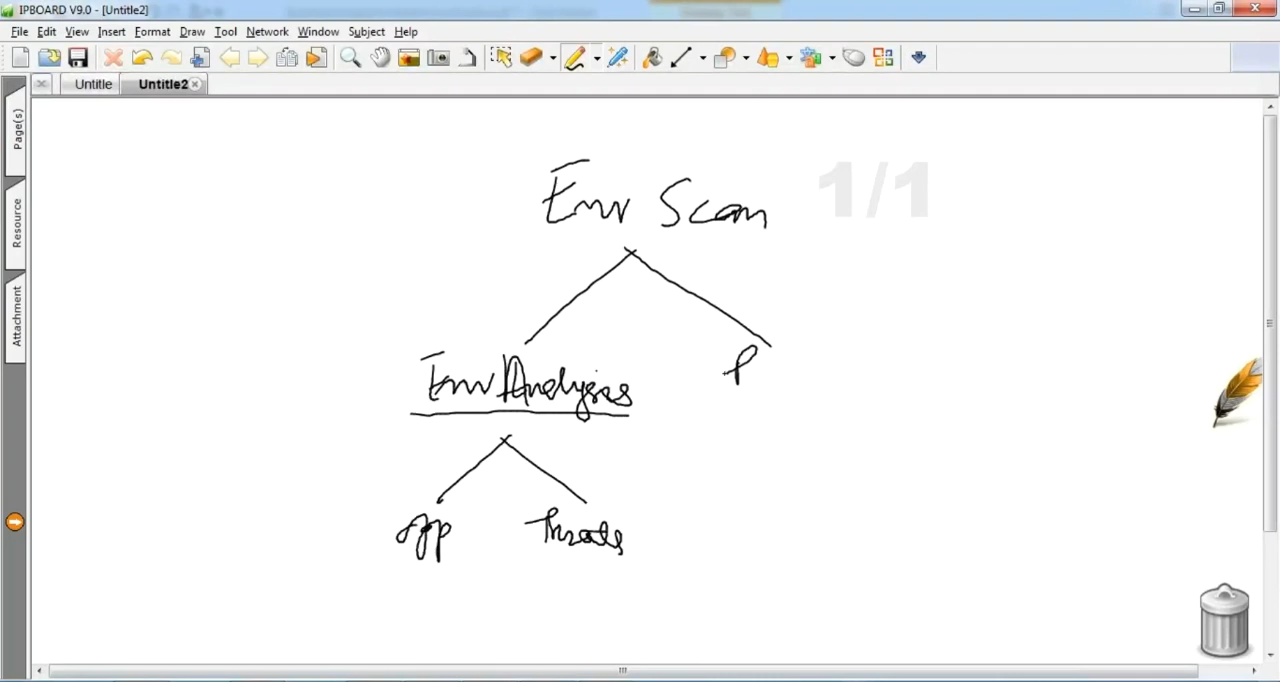 IPBOARD V9.0 - [Untitle2]
File Edit View Insert Format Draw Tool Network Window Subject Help
Untitle Untitle2
Page(s)
Resource
Attachment
1/1
Env Scan
Env Analysis P
opp Threats